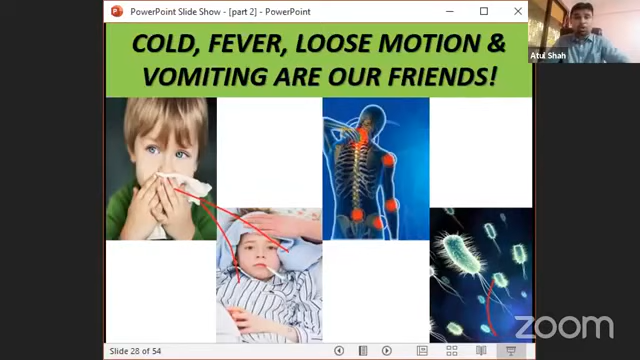 PowerPoint Slide Show - [part 2] - PowerPoint
Atul Shah
COLD, FEVER, LOOSE MOTION &
VOMITING ARE OUR FRIENDS!
zoom
Slide 28 of 54